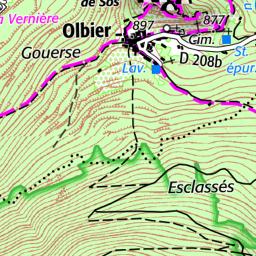 de Sos
a Vernière
Olbier
897
877
Gouerse
Cim.
St.
Lav.
D 208b
épur.
Esclassés